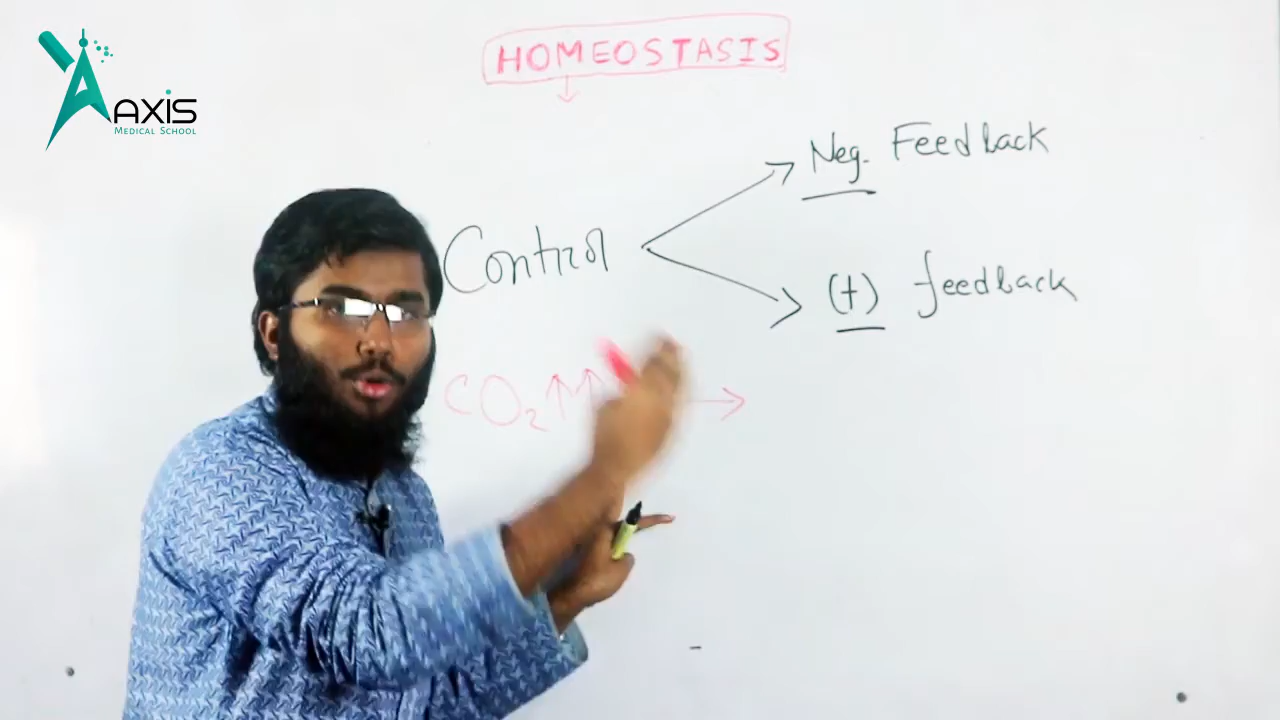 AXIS
MEDICAL SCHOOL
HOMEOSTASIS
Neg. Feedback
Control
(+) feedback
CO₂↑↑ →